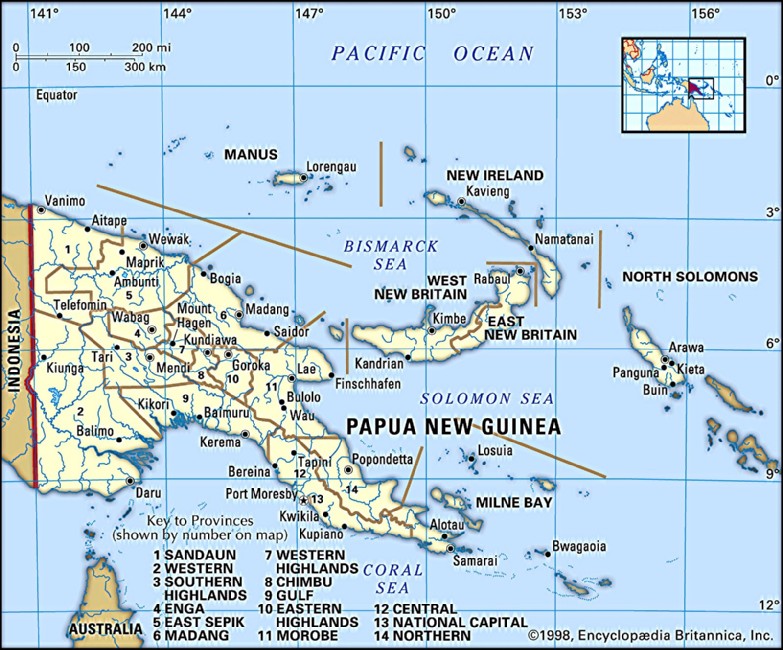 141°
144°
147°
150°
153°
156°
0 100 200 mi
0 150 300 km
PACIFIC OCEAN
0°
Equator
MANUS
Lorengau
NEW IRELAND
Kavieng
Vanimo
3°
Aitape
Wewak
Namatanai
1
Maprik
BISMARCK
SEA
Ambunti
Bogia
Rabaul
NORTH SOLOMONS
5
WEST
NEW BRITAIN
Telefomin
Mount
Hagen
6
Madang
Wabag
Kimbe
EAST
NEW BRITAIN
4
Saidor
Kundiawa
7
INDONESIA
Arawa
6°
Tari
3
Mendi
Goroka
Kandrian
Kiunga
8
10
Lae
Panguna
Kieta
Finschhafen
Buin
11
Bulolo
SOLOMON SEA
9
Kikori
Baimuru
Wau
2
PAPUA NEW GUINEA
Balimo
Kerema
Losuia
Tapini
Popondetta
Bereina
12
9°
Daru
Port Moresby
13
14
MILNE BAY
Kwikila
Alotau
Kupiano
Bwagaoia
Samarai
Key to Provinces
(shown by number on map)
1 SANDAUN
2 WESTERN
3 SOUTHERN
HIGHLANDS
4 ENGA
5 EAST SEPIK
6 MADANG
7 WESTERN
HIGHLANDS
8 CHIMBU
9 GULF
10 EASTERN
HIGHLANDS
11 MOROBE
12 CENTRAL
13 NATIONAL CAPITAL
14 NORTHERN
CORAL
SEA
12°
AUSTRALIA
©1998, Encyclopædia Britannica, Inc.